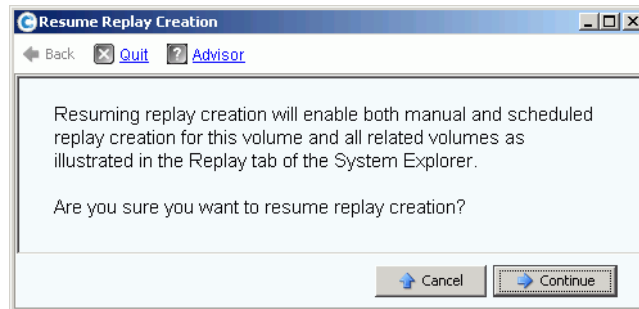 Resume Replay Creation
Back Quit ? Advisor
Resuming replay creation will enable both manual and scheduled
replay creation for this volume and all related volumes as
illustrated in the Replay tab of the System Explorer.
Are you sure you want to resume replay creation?
Cancel Continue